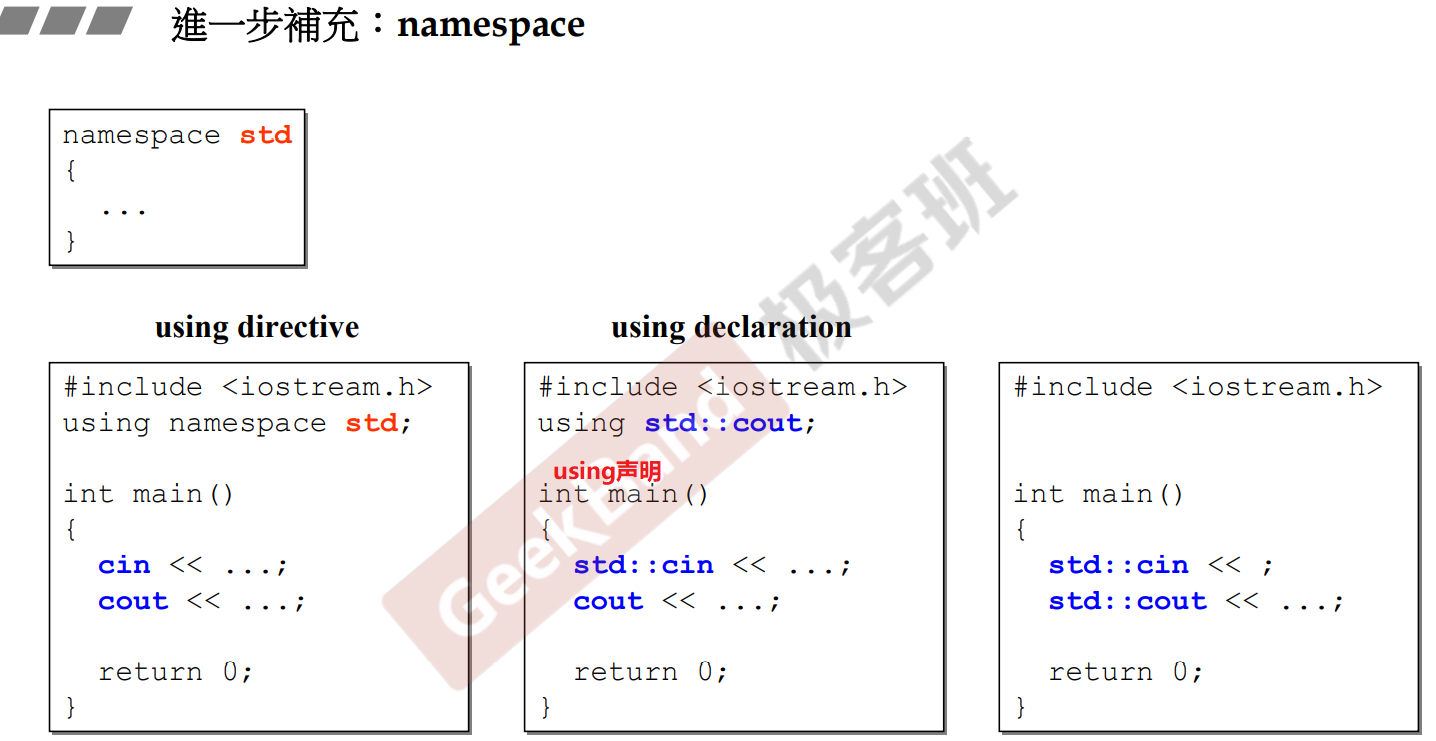 進一步補充：namespace
namespace std
{
...
}
using directive
#include <iostream.h>
using namespace std;
int main()
{
cin << ...;
cout << ...;
return 0;
}
using declaration
#include <iostream.h>
using std::cout;
using声明
int main()
{
std::cin << ...;
cout << ...;
return 0;
}
#include <iostream.h>
int main()
{
std::cin << ;
std::cout << ...;
return 0;
}
GeekBand 极客班